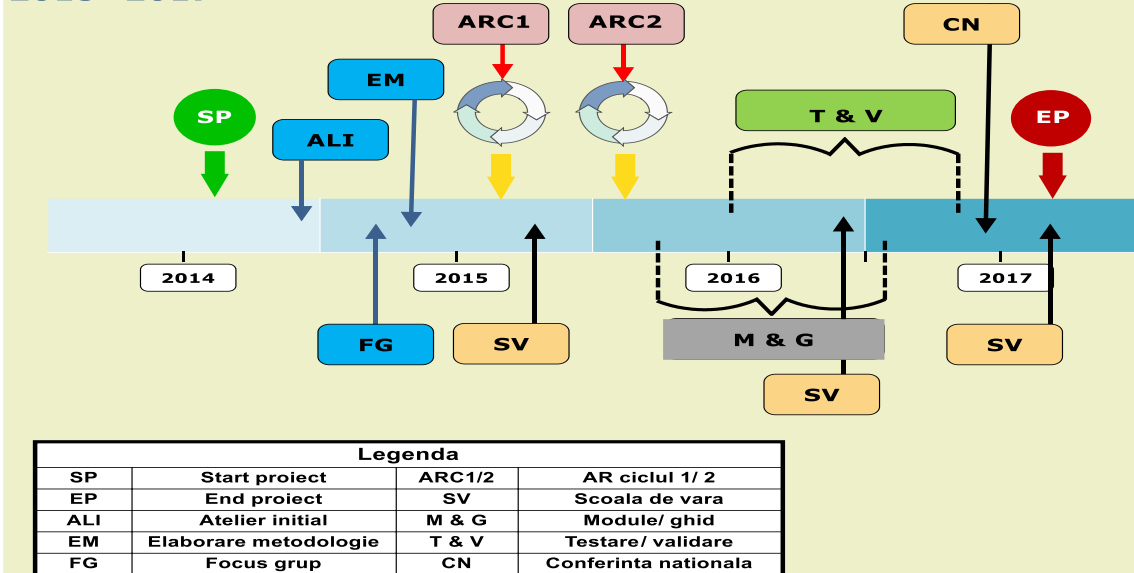 ARC1
ARC2
CN
EM
SP
T & V
EP
ALI
2014
2015
2016
2017
FG
SV
M & G
SV
SV
Legenda
SP Start proiect ARC1/2 AR ciclul 1/ 2
EP End proiect SV Scoala de vara
ALI Atelier initial M & G Module/ ghid
EM Elaborare metodologie T & V Testare/ validare
FG Focus grup CN Conferinta nationala